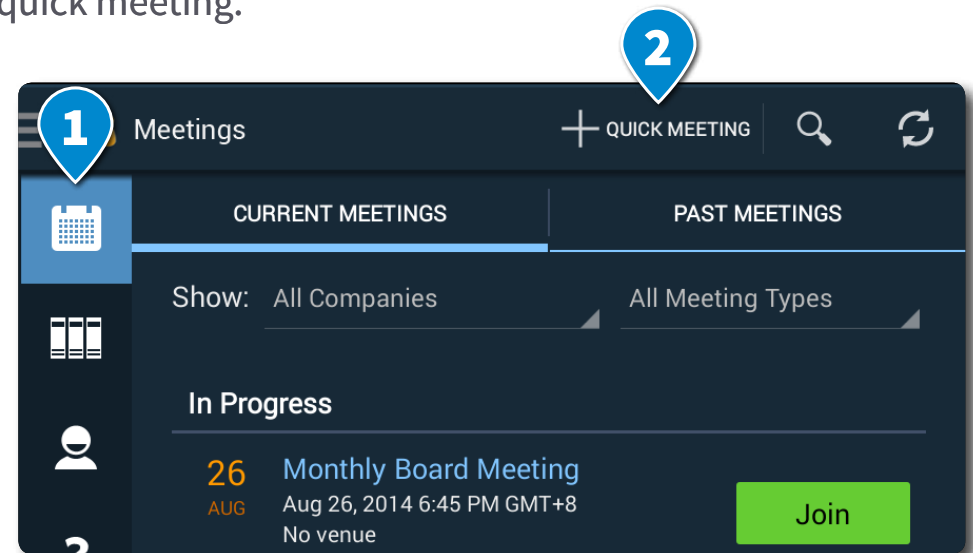 quick meeting.
2
1
Meetings
QUICK MEETING
CURRENT MEETINGS
PAST MEETINGS
Show:
All Companies
All Meeting Types
In Progress
26
Monthly Board Meeting
AUG
Aug 26, 2014 6:45 PM GMT+8
Join
No venue